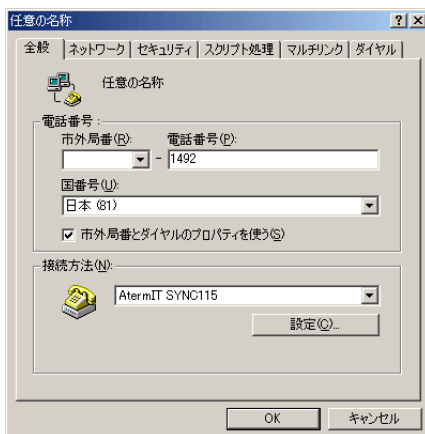 任意の名称
全般 ネットワーク セキュリティ スクリプト処理 マルチリンク ダイヤル
任意の名称
電話番号:
市外局番(R): 電話番号(P):
- 1492
国番号(U):
日本 (81)
市外局番とダイヤルのプロパティを使う(S)
接続方法(N):
AtermIT SYNC115
設定(C)...
OK キャンセル